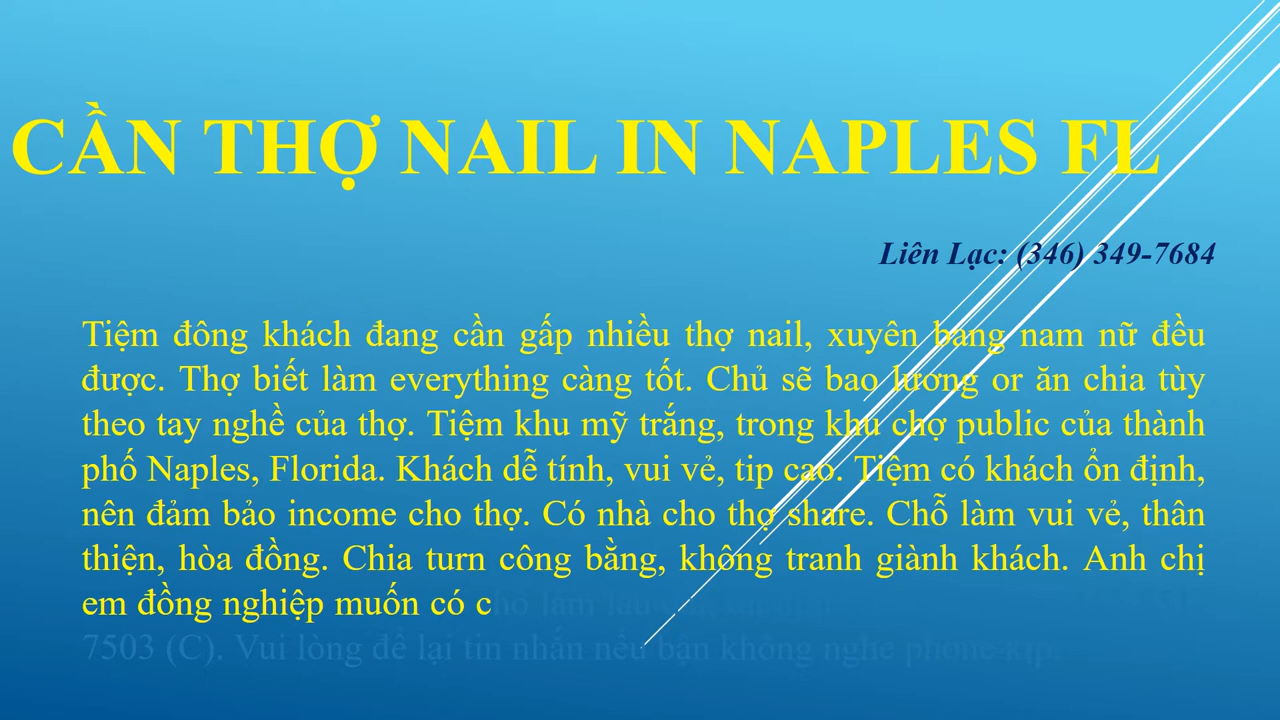 CẦN THỢ NAIL IN NAPLES FL
Liên Lạc: (346) 349-7684
Tiệm đông khách đang cần gấp nhiều thợ nail, xuyên bang nam nữ đều
được. Thợ biết làm everything càng tốt. Chủ sẽ bao lương or ăn chia tùy
theo tay nghề của thợ. Tiệm khu mỹ trắng, trong khu chợ public của thành
phố Naples, Florida. Khách dễ tính, vui vẻ, tip cao. Tiệm có khách ổn định,
nên đảm bảo income cho thợ. Có nhà cho thợ share. Chỗ làm vui vẻ, thân
thiện, hòa đồng. Chia turn công bằng, không tranh giành khách. Anh chị
em đồng nghiệp muốn có c
7503 (C). Vui lòng để lại tin nhắn nếu bạn không nghe phone